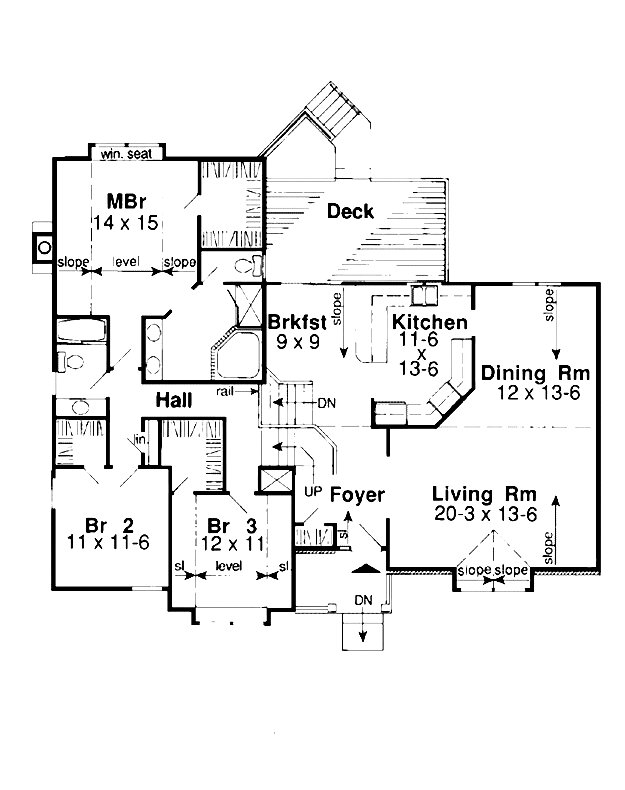 win. seat
MBr
14 x 15
slope
level
slope
Deck
slope
Brkfst
9 x 9
Kitchen
11-6
x
13-6
slope
Dining Rm
12 x 13-6
rail
DN
Hall
lin.
UP
Foyer
Living Rm
20-3 x 13-6
Br 2
11 x 11-6
Br 3
12 x 11
sl
level
sl
sl
slope
slope
slope
DN